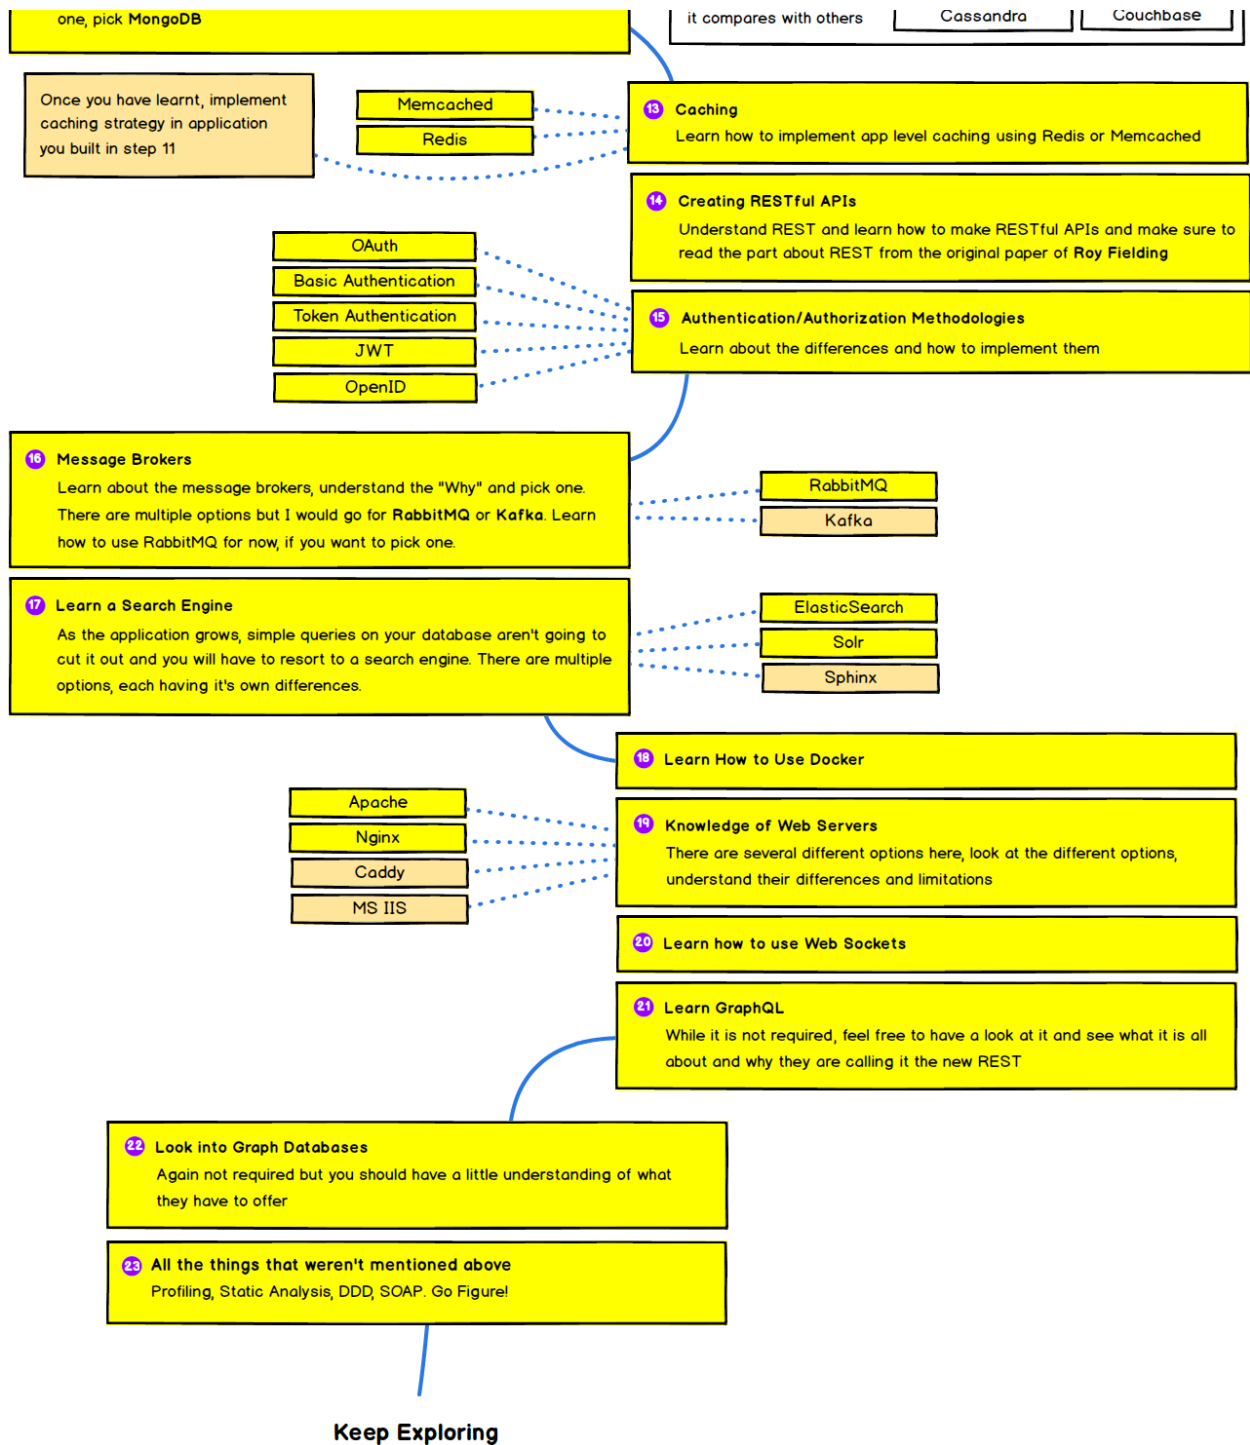 one, pick MongoDB
it compares with others
Cassandra
Couchbase
Once you have learnt, implement
caching strategy in application
you built in step 11
Memcached
Redis
13 Caching
Learn how to implement app level caching using Redis or Memcached
14 Creating RESTful APIs
Understand REST and learn how to make RESTful APIs and make sure to
read the part about REST from the original paper of Roy Fielding
OAuth
Basic Authentication
Token Authentication
JWT
OpenID
15 Authentication/Authorization Methodologies
Learn about the differences and how to implement them
16 Message Brokers
Learn about the message brokers, understand the "Why" and pick one.
There are multiple options but I would go for RabbitMQ or Kafka. Learn
how to use RabbitMQ for now, if you want to pick one.
RabbitMQ
Kafka
17 Learn a Search Engine
As the application grows, simple queries on your database aren't going to
cut it out and you will have to resort to a search engine. There are multiple
options, each having it's own differences.
ElasticSearch
Solr
Sphinx
18 Learn How to Use Docker
Apache
Nginx
Caddy
MS IIS
19 Knowledge of Web Servers
There are several different options here, look at the different options,
understand their differences and limitations
20 Learn how to use Web Sockets
21 Learn GraphQL
While it is not required, feel free to have a look at it and see what it is all
about and why they are calling it the new REST
22 Look into Graph Databases
Again not required but you should have a little understanding of what
they have to offer
23 All the things that weren't mentioned above
Profiling, Static Analysis, DDD, SOAP. Go Figure!
Keep Exploring